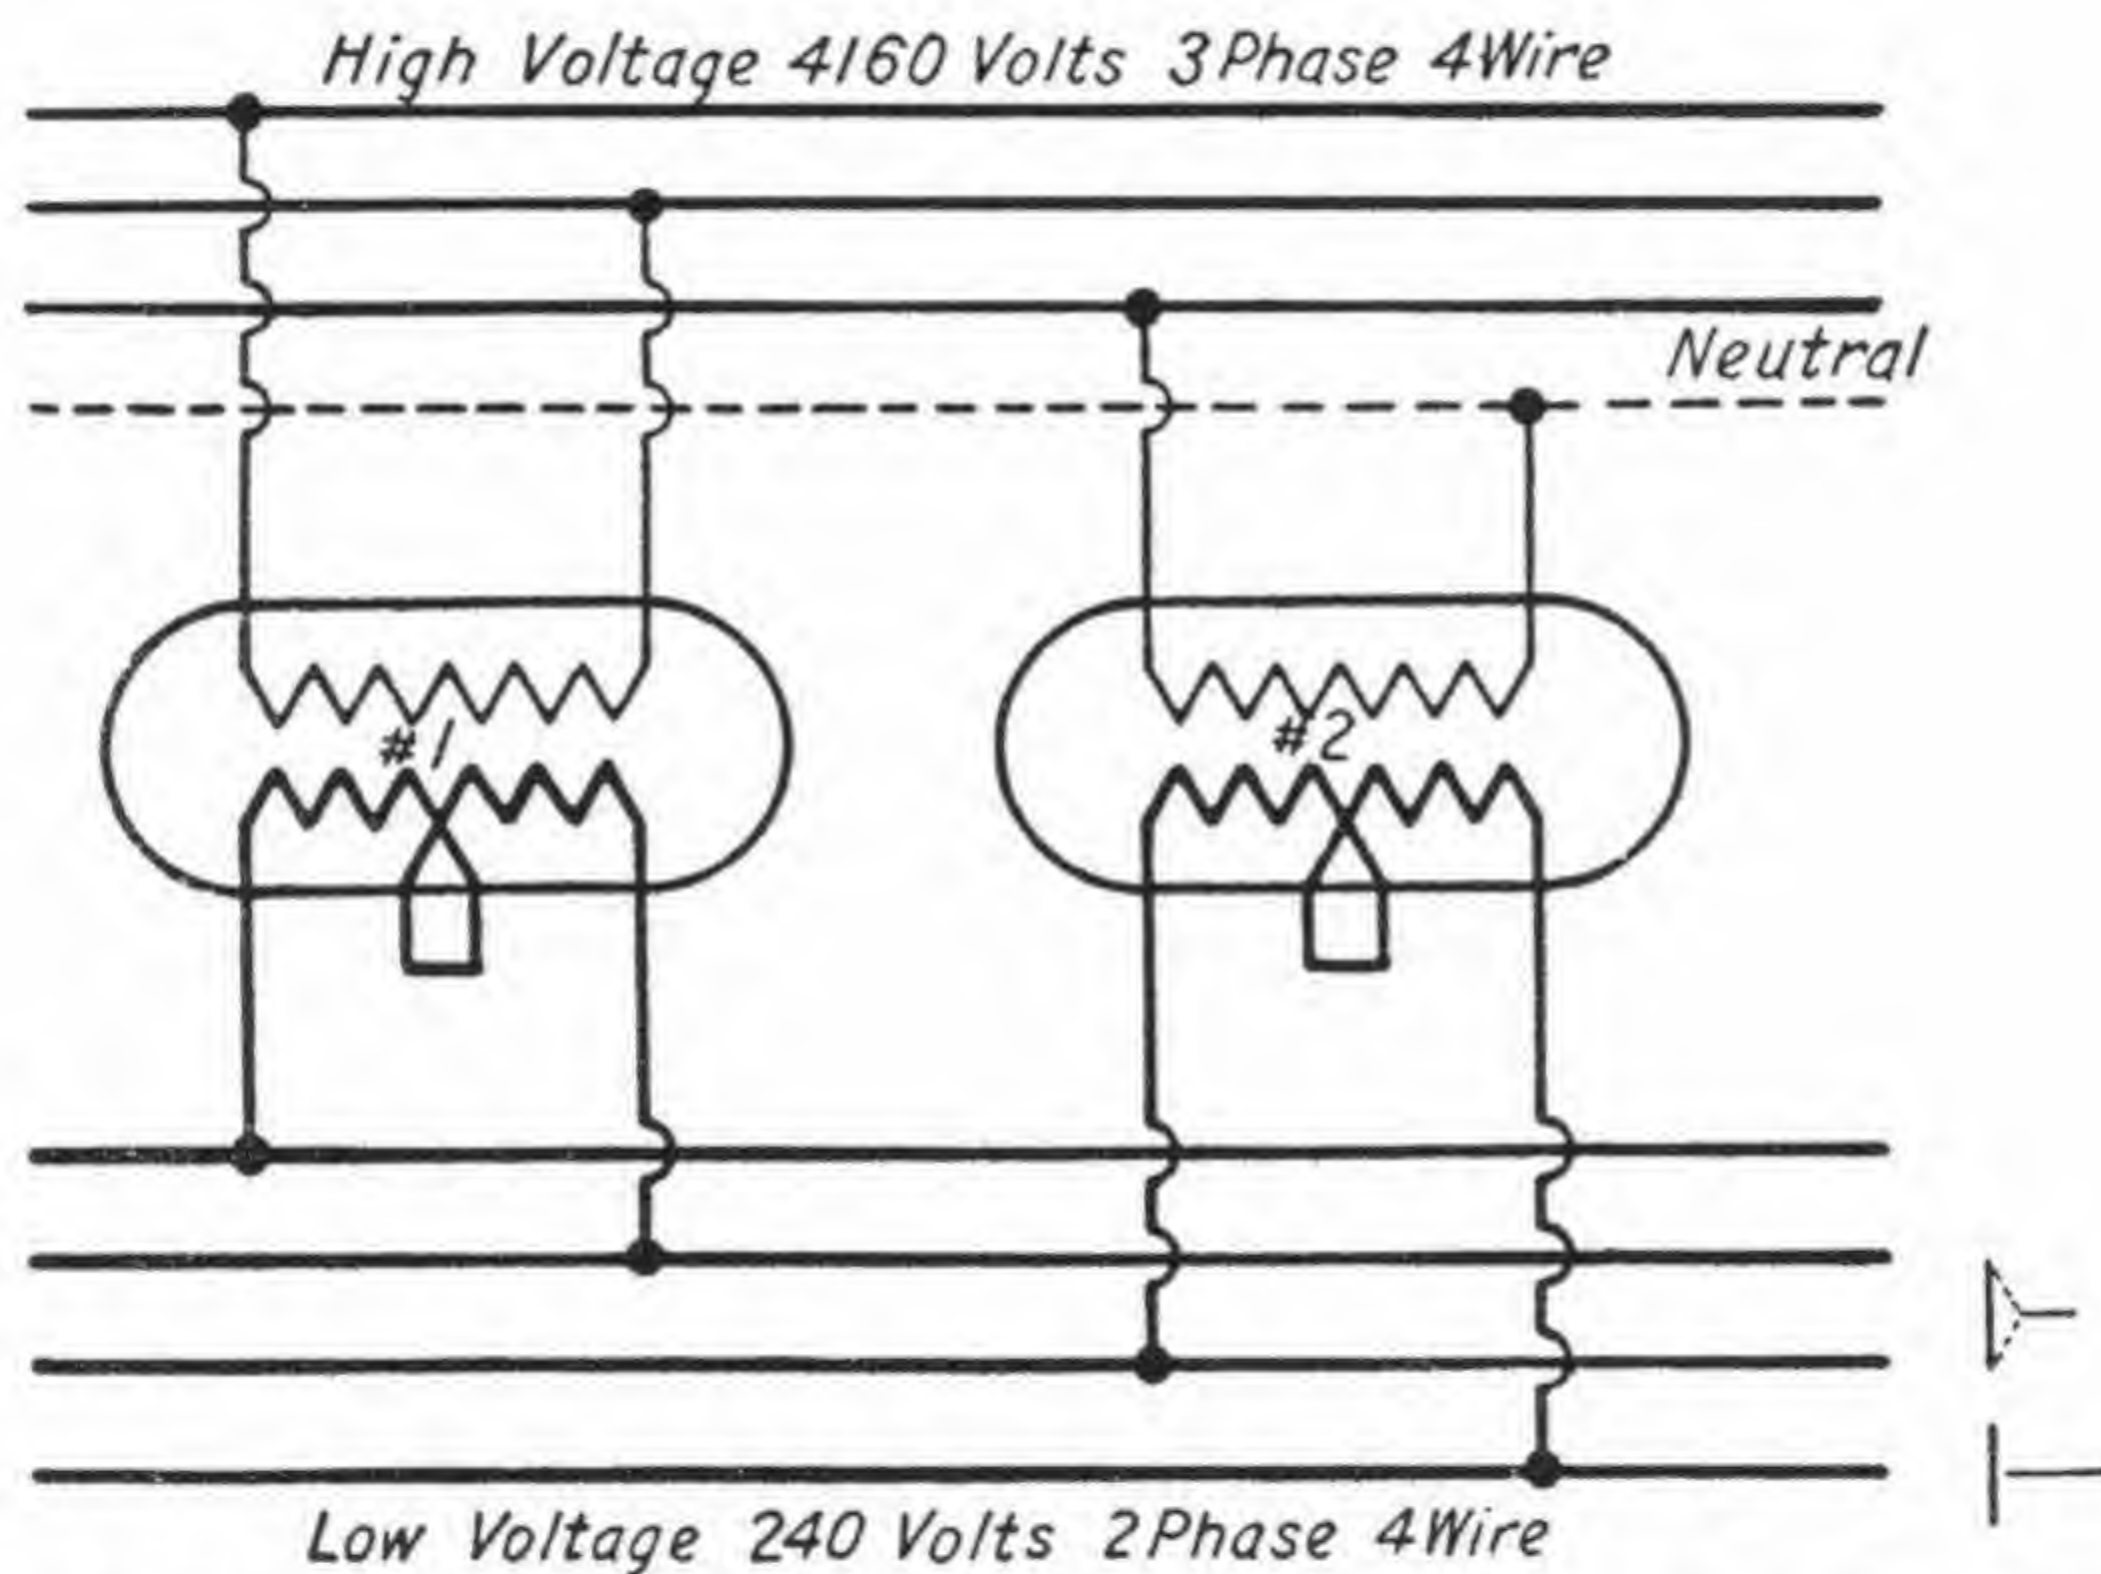 High Voltage 4160 Volts 3 Phase 4 Wire
Neutral
#1
#2
Low Voltage 240 Volts 2 Phase 4 Wire